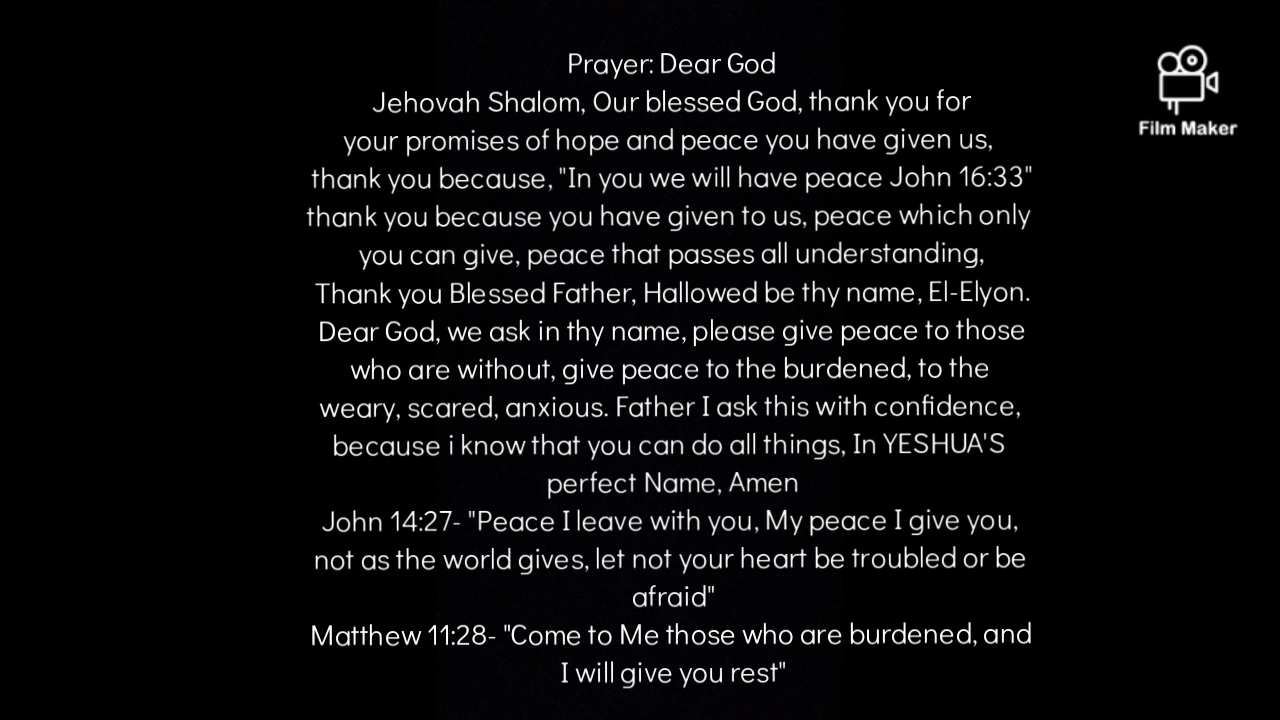 Prayer: Dear God
Jehovah Shalom, Our blessed God, thank you for
your promises of hope and peace you have given us,
thank you because, "In you we will have peace John 16:33"
thank you because you have given to us, peace which only
you can give, peace that passes all understanding,
Thank you Blessed Father, Hallowed be thy name, El-Elyon.
Dear God, we ask in thy name, please give peace to those
who are without, give peace to the burdened, to the
weary, scared, anxious. Father I ask this with confidence,
because i know that you can do all things, In YESHUA'S
perfect Name, Amen
John 14:27- "Peace I leave with you, My peace I give you,
not as the world gives, let not your heart be troubled or be
afraid"
Matthew 11:28- "Come to Me those who are burdened, and
I will give you rest"
Film Maker